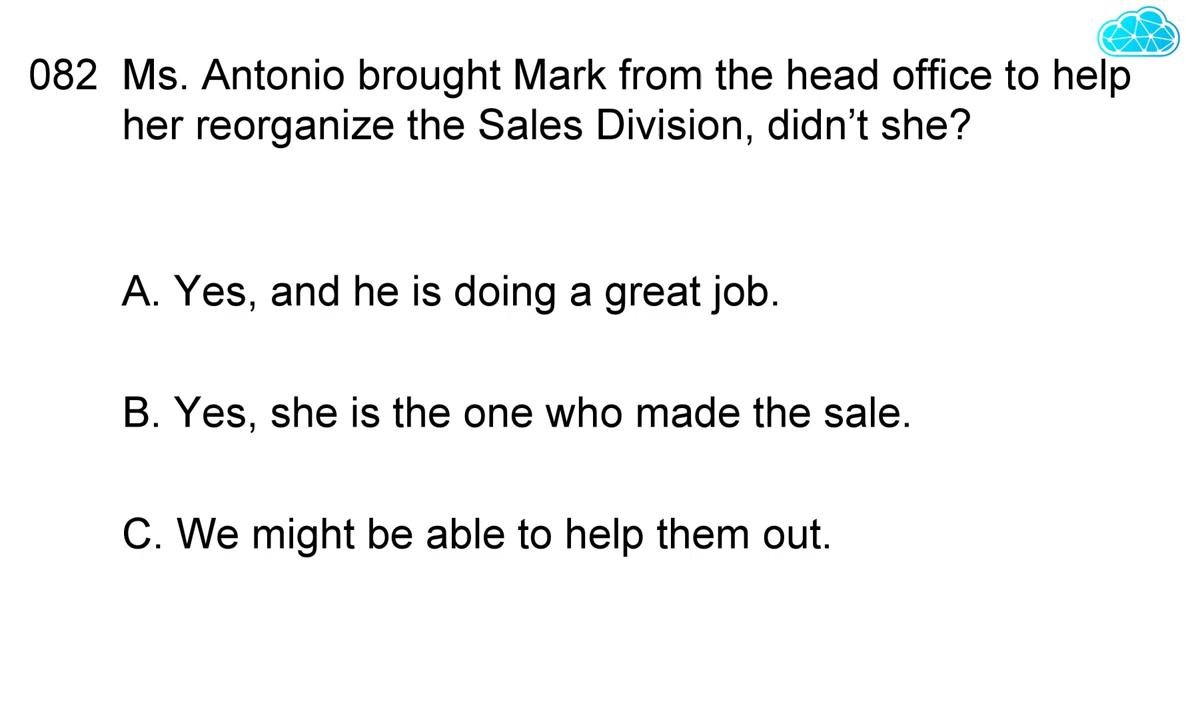 082 Ms. Antonio brought Mark from the head office to help
her reorganize the Sales Division, didn’t she?
A. Yes, and he is doing a great job.
B. Yes, she is the one who made the sale.
C. We might be able to help them out.